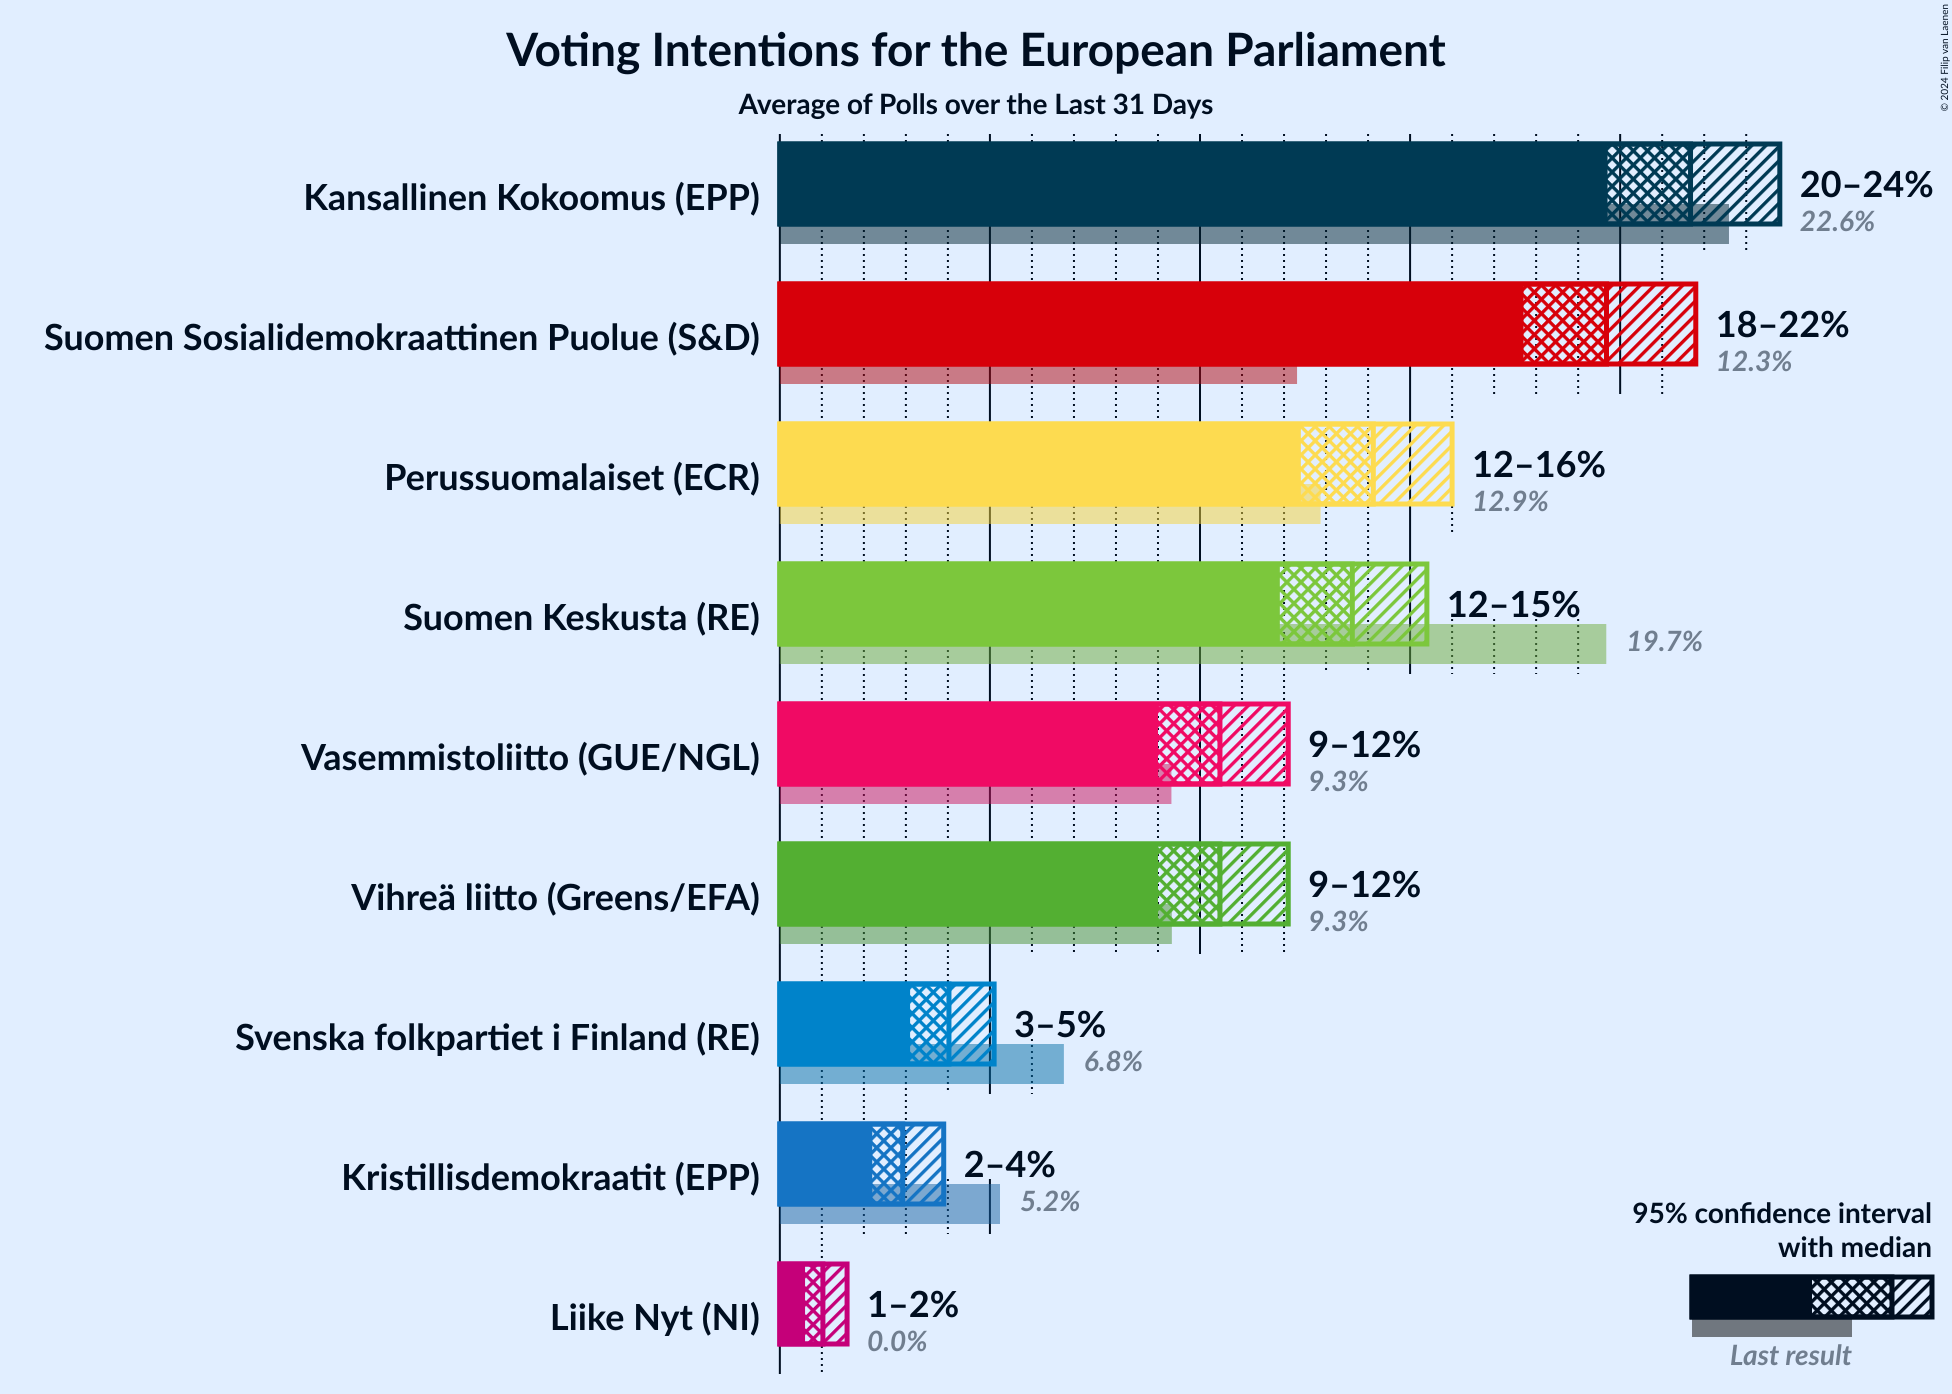 Voting Intentions for the European Parliament
Average of Polls over the Last 31 Days
© 2024 Filip van Laenen
Kansallinen Kokoomus (EPP)
20–24%
22.6%
Suomen Sosialidemokraattinen Puolue (S&D)
18–22%
12.3%
Perussuomalaiset (ECR)
12–16%
12.9%
Suomen Keskusta (RE)
12–15%
19.7%
Vasemmistoliitto (GUE/NGL)
9–12%
9.3%
Vihreä liitto (Greens/EFA)
9–12%
9.3%
Svenska folkpartiet i Finland (RE)
3–5%
6.8%
Kristillisdemokraatit (EPP)
2–4%
5.2%
Liike Nyt (NI)
1–2%
0.0%
95% confidence interval
with median
Last result